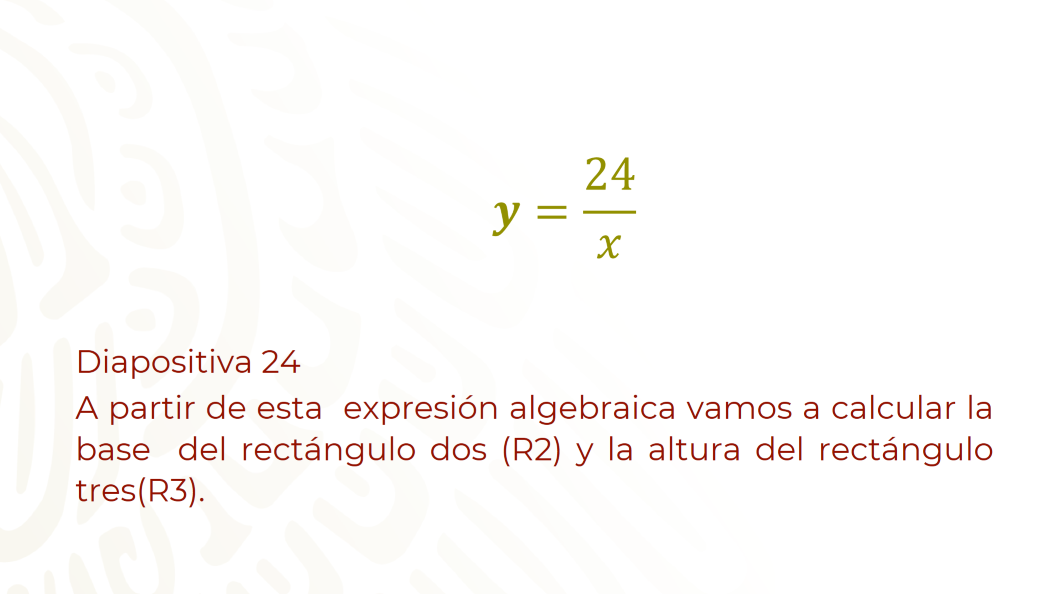 y = 24/x
Diapositiva 24
A partir de esta expresión algebraica vamos a calcular la
base del rectángulo dos (R2) y la altura del rectángulo
tres(R3).